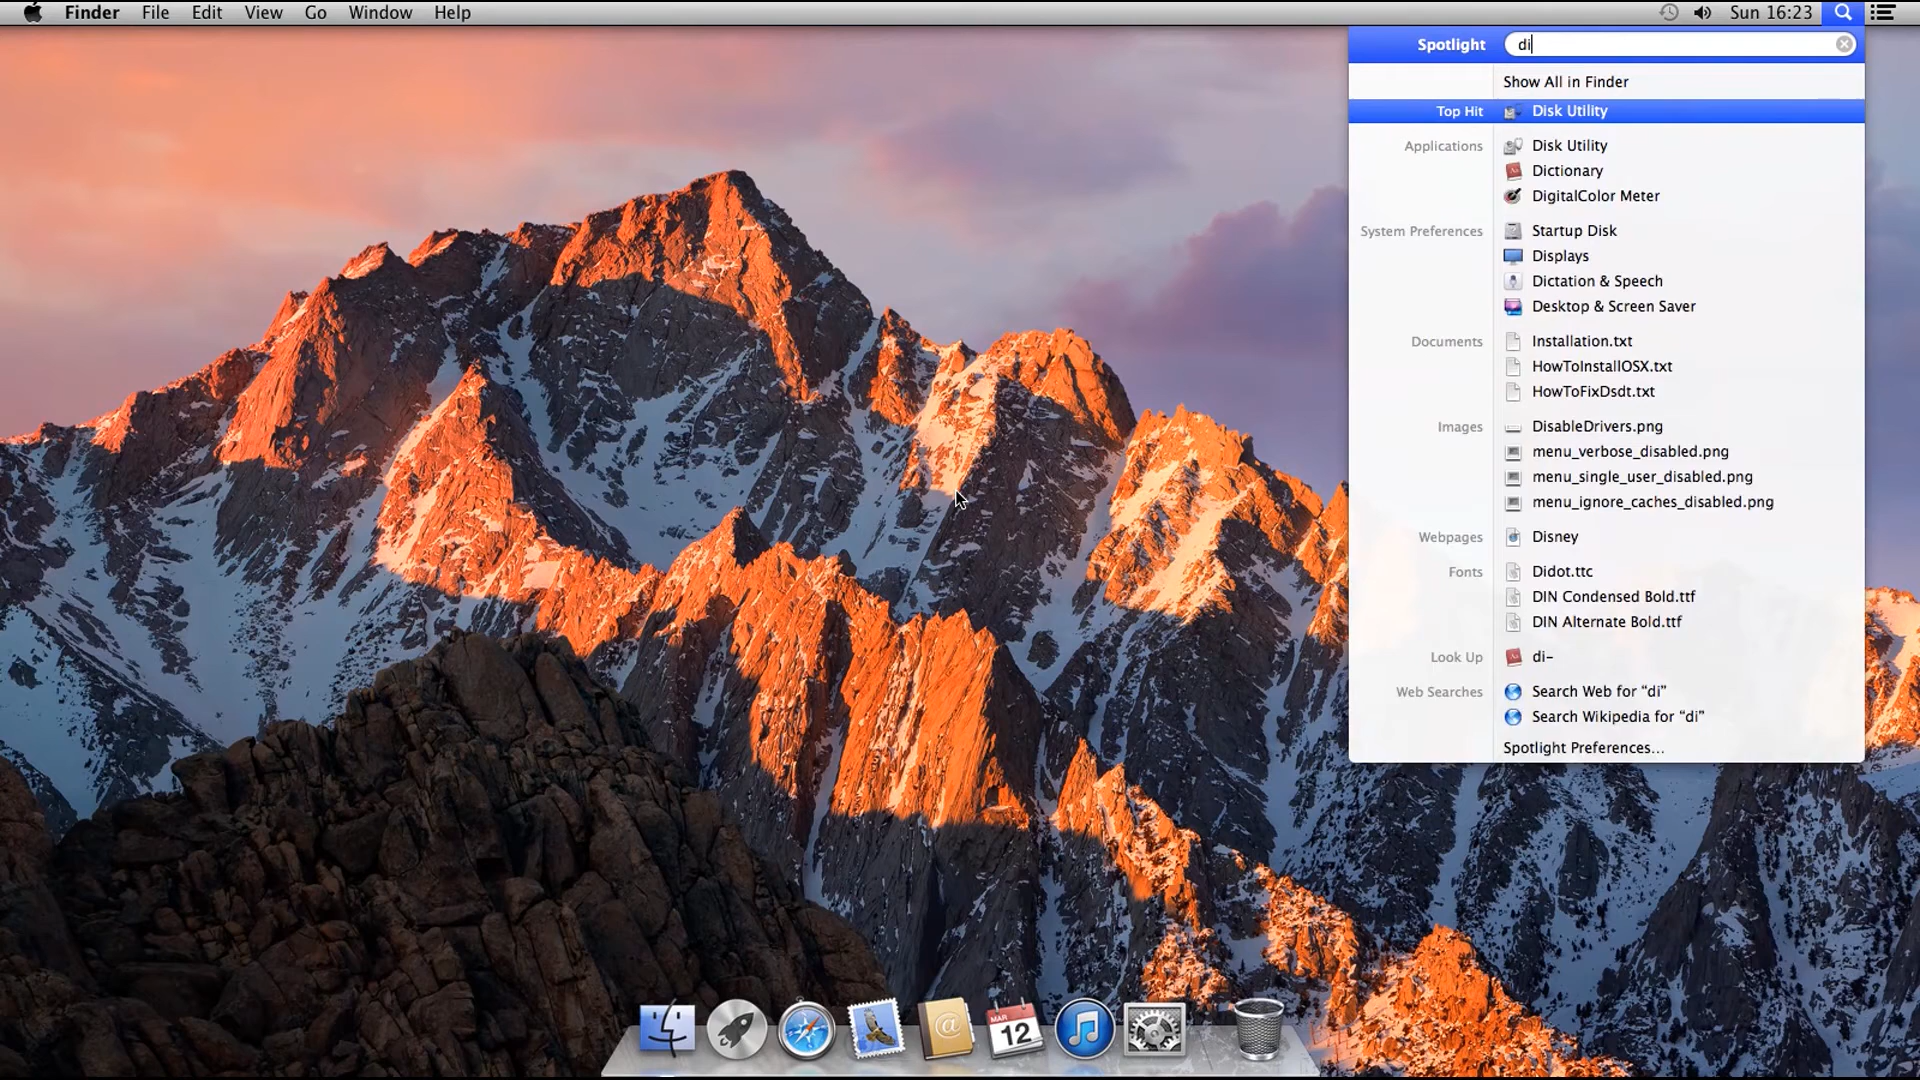 Finder File Edit View Go Window Help
Sun 16:23
Spotlight di
Show All in Finder
Top Hit Disk Utility
Applications Disk Utility
Dictionary
DigitalColor Meter
System Preferences Startup Disk
Displays
Dictation & Speech
Desktop & Screen Saver
Documents Installation.txt
HowToInstallOSX.txt
HowToFixDsdt.txt
Images DisableDrivers.png
menu_verbose_disabled.png
menu_single_user_disabled.png
menu_ignore_caches_disabled.png
Webpages Disney
Fonts Didot.ttc
DIN Condensed Bold.ttf
DIN Alternate Bold.ttf
Look Up di-
Web Searches Search Web for “di”
Search Wikipedia for “di”
Spotlight Preferences...
@
MAR
12